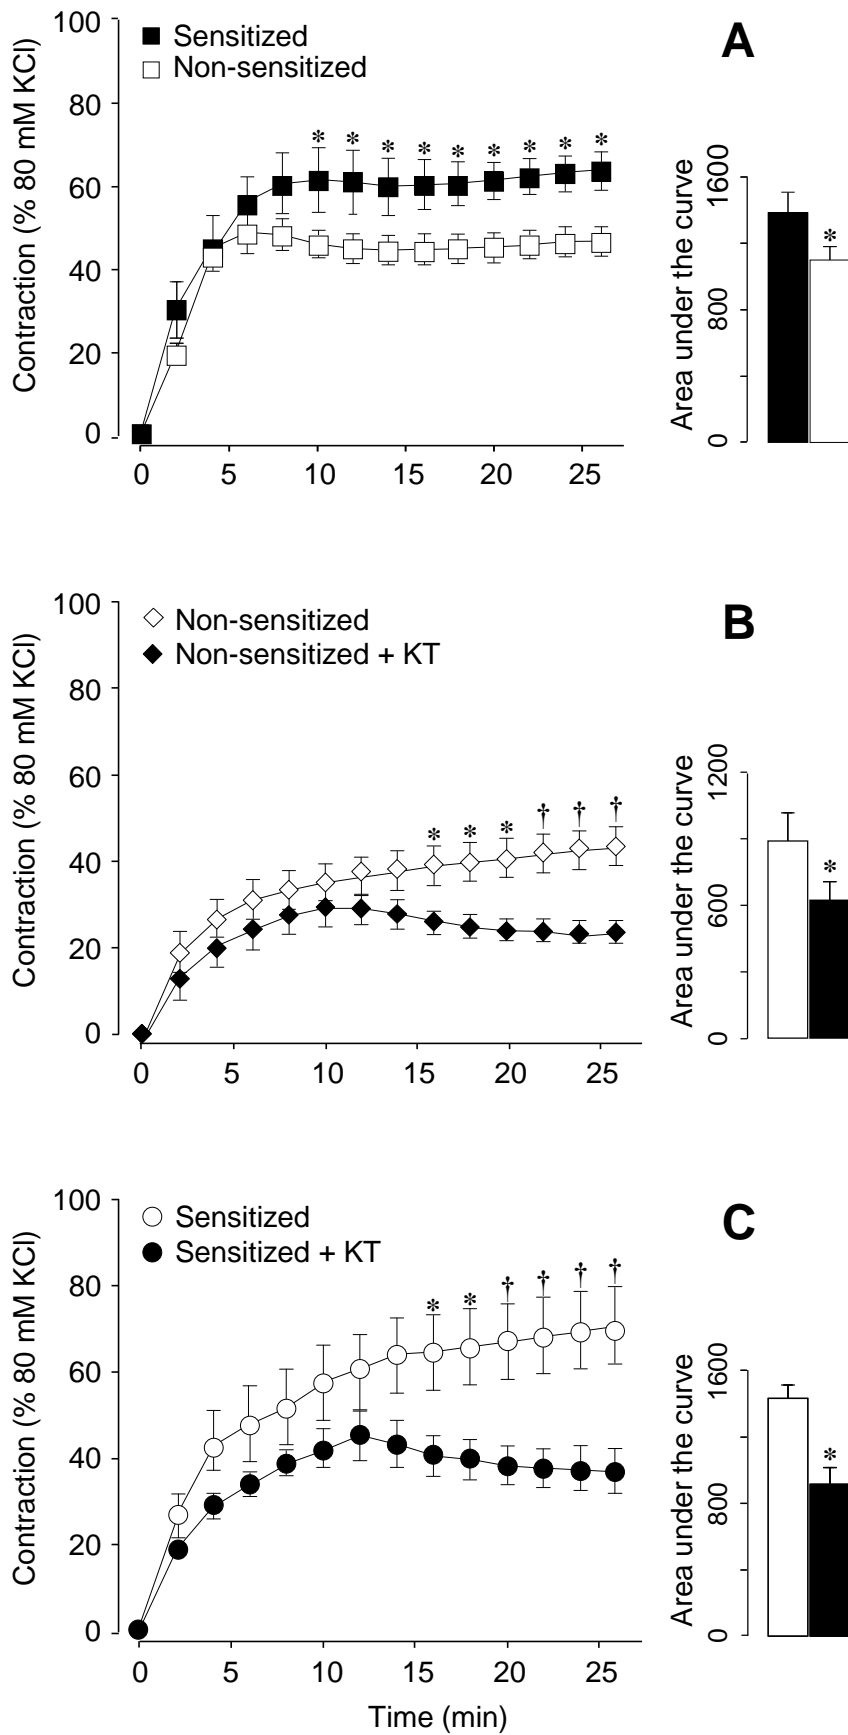 A
Contraction (% 80 mM KCl)
100
80
60
40
20
0
Sensitized
Non-sensitized
* * * * * * * * *
0 5 10 15 20 25
Area under the curve
1600
800
0
*
B
Contraction (% 80 mM KCl)
100
80
60
40
20
0
Non-sensitized
Non-sensitized + KT
* * * † † †
0 5 10 15 20 25
Area under the curve
1200
600
0
*
C
Contraction (% 80 mM KCl)
100
80
60
40
20
0
Sensitized
Sensitized + KT
* * † † † †
0 5 10 15 20 25
Time (min)
Area under the curve
1600
800
0
*